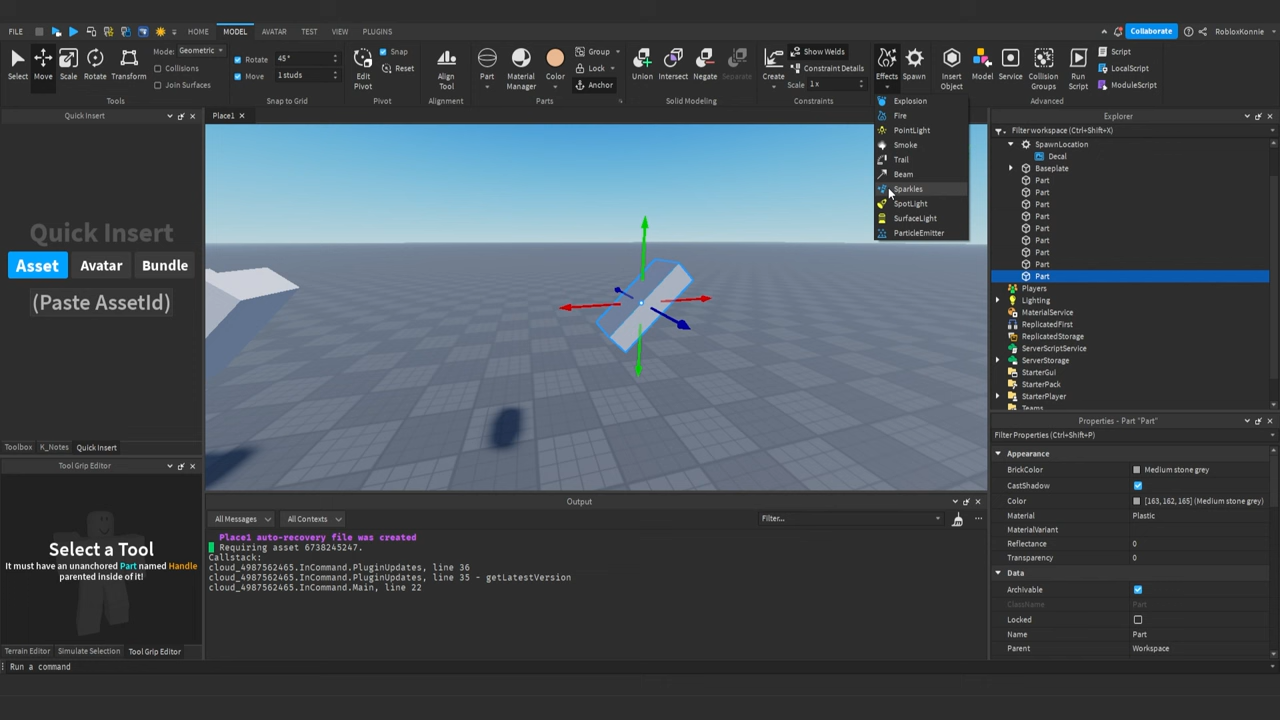 FILE HOME MODEL AVATAR TEST VIEW PLUGINS Collaborate RobloxKonnie
Select Move Scale Rotate Transform
Mode: Geometric
Collisions
Join Surfaces
Tools
Rotate 45°
Move 1 studs
Snap to Grid
Edit Pivot
Snap
Reset
Pivot
Align Tool
Alignment
Part Material Manager Color
Group
Lock
Anchor
Parts
Union Intersect Negate Separate
Solid Modeling
Create
Show Welds
Constraint Details
Scale 1 x
Constraints
Effects Spawn
Insert Object Model Service Collision Groups Run Script
Script
LocalScript
ModuleScript
Advanced
Explosion
Fire
PointLight
Smoke
Trail
Beam
Sparkles
SpotLight
SurfaceLight
ParticleEmitter
Quick Insert
Quick Insert
Asset Avatar Bundle
(Paste AssetId)
Toolbox K_Notes Quick Insert
Tool Grip Editor
Select a Tool
It must have an unanchored Part named Handle
parented inside of it!
Terrain Editor Simulate Selection Tool Grip Editor
Place1
Output
All Messages All Contexts Filter...
Place1 auto-recovery file was created
Requiring asset 6738245247.
Callstack:
cloud_4987562465.InCommand.PluginUpdates, line 36
cloud_4987562465.InCommand.PluginUpdates, line 35 - getLatestVersion
cloud_4987562465.InCommand.Main, line 22
Explorer
Filter workspace (Ctrl+Shift+X)
SpawnLocation
Decal
Baseplate
Part
Part
Part
Part
Part
Part
Part
Part
Part
Players
Lighting
MaterialService
ReplicatedFirst
ReplicatedStorage
ServerScriptService
ServerStorage
StarterGui
StarterPack
StarterPlayer
Teams
Properties - Part "Part"
Filter Properties (Ctrl+Shift+P)
Appearance
BrickColor Medium stone grey
CastShadow
Color [163, 162, 165] (Medium stone grey)
Material Plastic
MaterialVariant
Reflectance 0
Transparency 0
Data
Archivable
ClassName Part
Locked
Name Part
Parent Workspace
Run a command